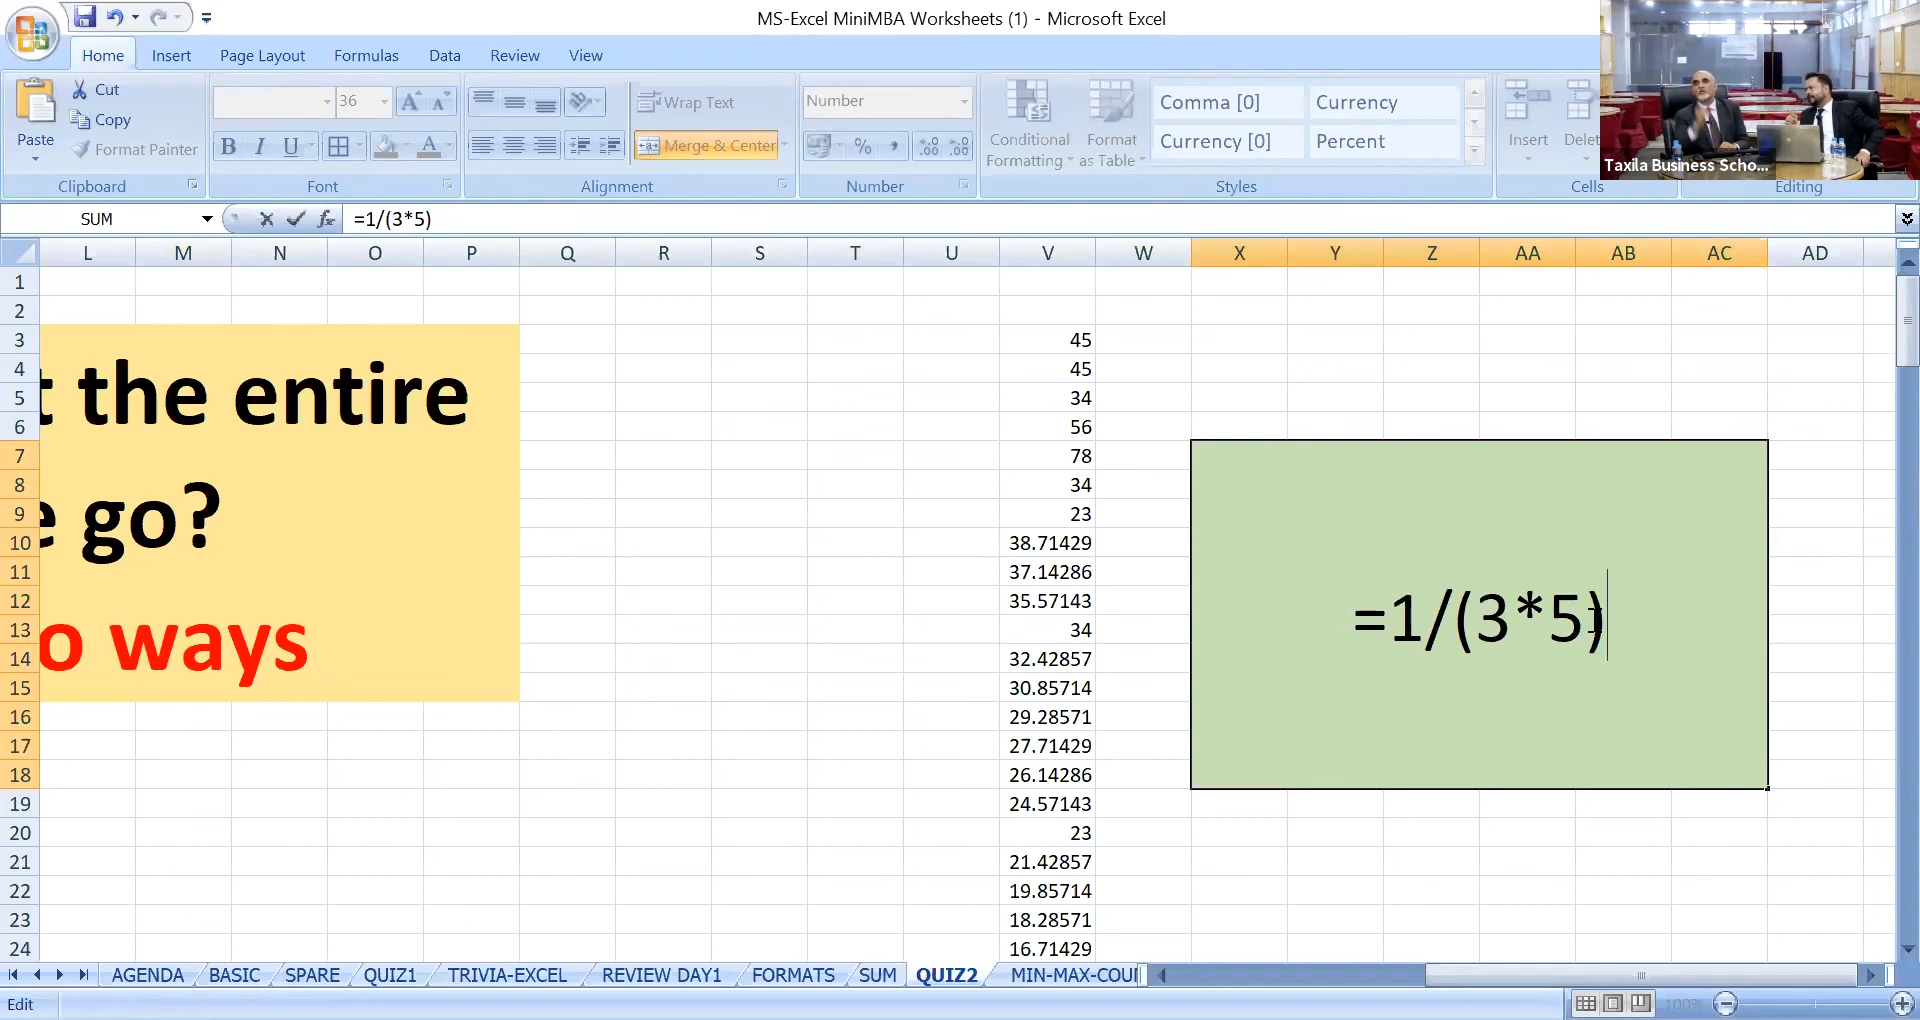 MS-Excel MiniMBA Worksheets (1) - Microsoft Excel
Home Insert Page Layout Formulas Data Review View
Paste
Cut
Copy
Format Painter
Clipboard
36
B I U
A
Font
Wrap Text
Merge & Center
Alignment
Number
%
Number
Conditional Formatting
Format as Table
Comma [0] Currency
Currency [0] Percent
Styles
Insert Delet
Cells
Editing
Taxila Business Scho...
SUM fx =1/(3*5)
L M N O P Q R S T U V W X Y Z AA AB AC AD
1
2
3 45
4 45
5 34
6 56
7 78
8 34
9 23
10 38.71429
11 37.14286
12 35.57143
13 34
14 32.42857
15 30.85714
16 29.28571
17 27.71429
18 26.14286
19 24.57143
20 23
21 21.42857
22 19.85714
23 18.28571
24 16.71429
t the entire
e go?
o ways
=1/(3*5)
AGENDA BASIC SPARE QUIZ1 TRIVIA-EXCEL REVIEW DAY1 FORMATS SUM QUIZ2 MIN-MAX-COU
Edit
100%